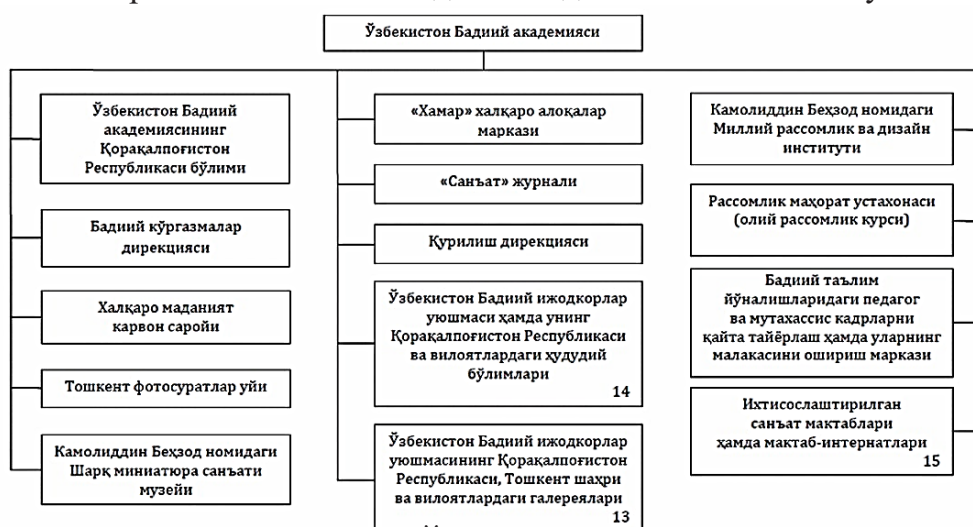 Ўзбекистон Бадиий академияси
Ўзбекистон Бадиий
академиясининг
Қорақалпоғистон
Республикаси бўлими
Бадиий кўргазмалар
дирекцияси
Халқаро маданият
карвон саройи
Тошкент фотосуратлар уйи
Камолиддин Беҳзод номидаги
Шарқ миниатюра санъати
музейи
«Хамар» халқаро алоқалар
маркази
«Санъат» журнали
Қурилиш дирекцияси
Ўзбекистон Бадиий ижодкорлар
уюшмаси ҳамда унинг
Қорақалпоғистон Республикаси
ва вилоятлардаги ҳудудий
бўлимлари
14
Ўзбекистон Бадиий ижодкорлар
уюшмасининг Қорақалпоғистон
Республикаси, Тошкент шаҳри
ва вилоятлардаги галереялари
13
Камолиддин Беҳзод номидаги
Миллий рассомлик ва дизайн
институти
Рассомлик маҳорат устахонаси
(олий рассомлик курси)
Бадиий таълим
йўналишларидаги педагог
ва мутахассис кадрларни
қайта тайёрлаш ҳамда уларнинг
малакасини ошириш маркази
Ихтисослаштирилган
санъат мактаблари
ҳамда мактаб-интернатлари
15